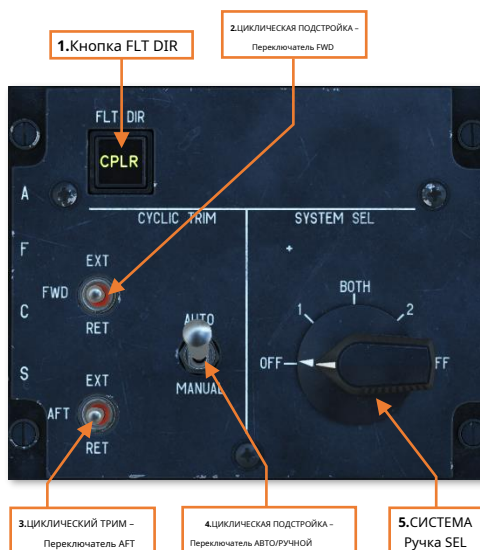 2.ЦИКЛИЧЕСКАЯ ПОДСТРОЙКА –
Переключатель FWD
1.Кнопка FLT DIR
FLT DIR
CPLR
A
CYCLIC TRIM
SYSTEM SEL
F
EXT
FWD
BOTH
C
RET
AUTO
1
2
S
EXT
MANUAL
OFF
FF
AFT
RET
3.ЦИКЛИЧЕСКИЙ ТРИМ –
Переключатель AFT
4.ЦИКЛИЧЕСКАЯ ПОДСТРОЙКА –
Переключатель АВТО/РУЧНОЙ
5.СИСТЕМА
Ручка SEL